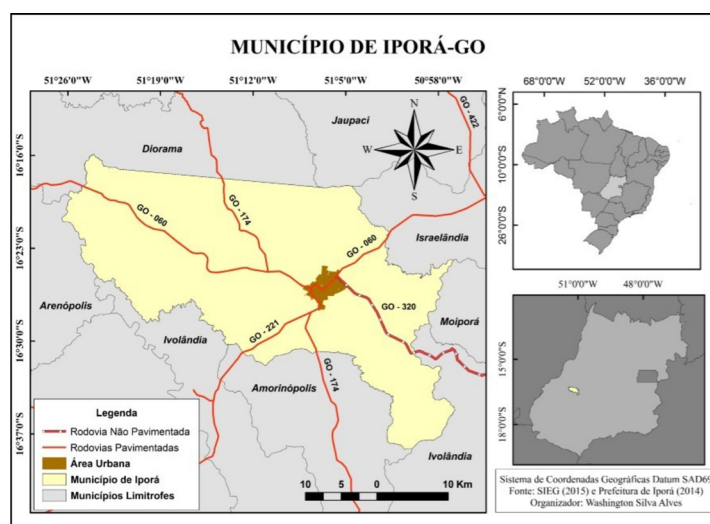 MUNICÍPIO DE IPORÁ-GO
51°26'0"W 51°19'0"W 51°12'0"W 51°5'0"W 50°58'0"W
16°16'0"S
16°23'0"S
16°30'0"S
16°37'0"S
Diorama
Jaupaci
GO - 422
N
W E
S
GO - 174
GO - 060
GO - 060
Israelândia
Arenópolis
GO - 320
Moiporá
Ivolândia
GO - 221
GO - 174
Amorinópolis
Ivolândia
Legenda
Rodovia Não Pavimentada
Rodovias Pavimentadas
Área Urbana
Município de Iporá
Municípios Limitrofes
10 5 0 10 Km
68°0'0"W 52°0'0"W 36°0'0"W
6°0'0"N
10°0'0"S
26°0'0"S
51°0'0"W 48°0'0"W
15°0'0"S
18°0'0"S
Sistema de Coordenadas Geográficas Datum SAD69
Fonte: SIEG (2015) e Prefeitura de Iporá (2014)
Organizador: Washington Silva Alves